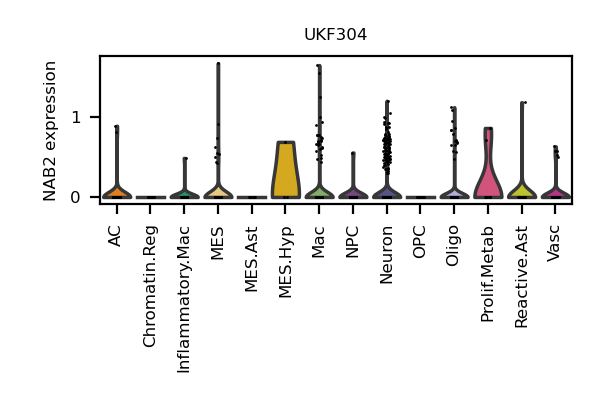 UKF304
NAB2 expression
1
0
AC
Chromatin.Reg
Inflammatory.Mac
MES
MES.Ast
MES.Hyp
Mac
NPC
Neuron
OPC
Oligo
Prolif.Metab
Reactive.Ast
Vasc